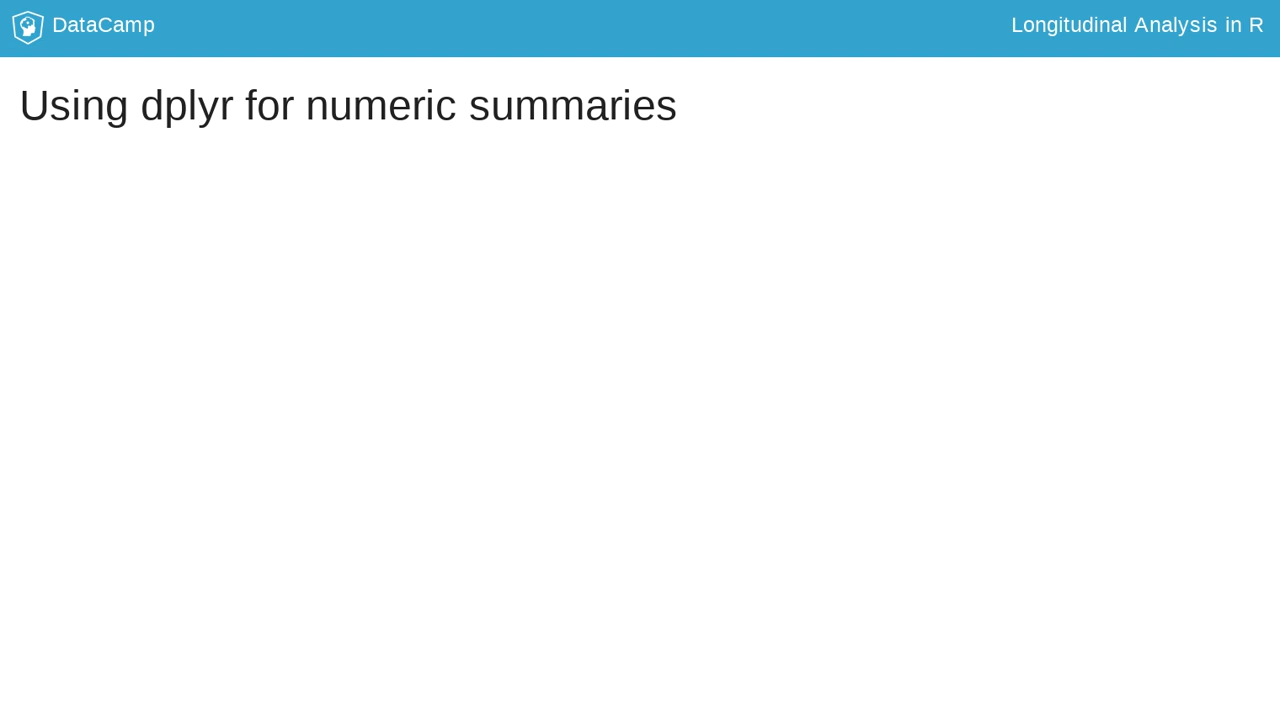 DataCamp
Longitudinal Analysis in R
Using dplyr for numeric summaries